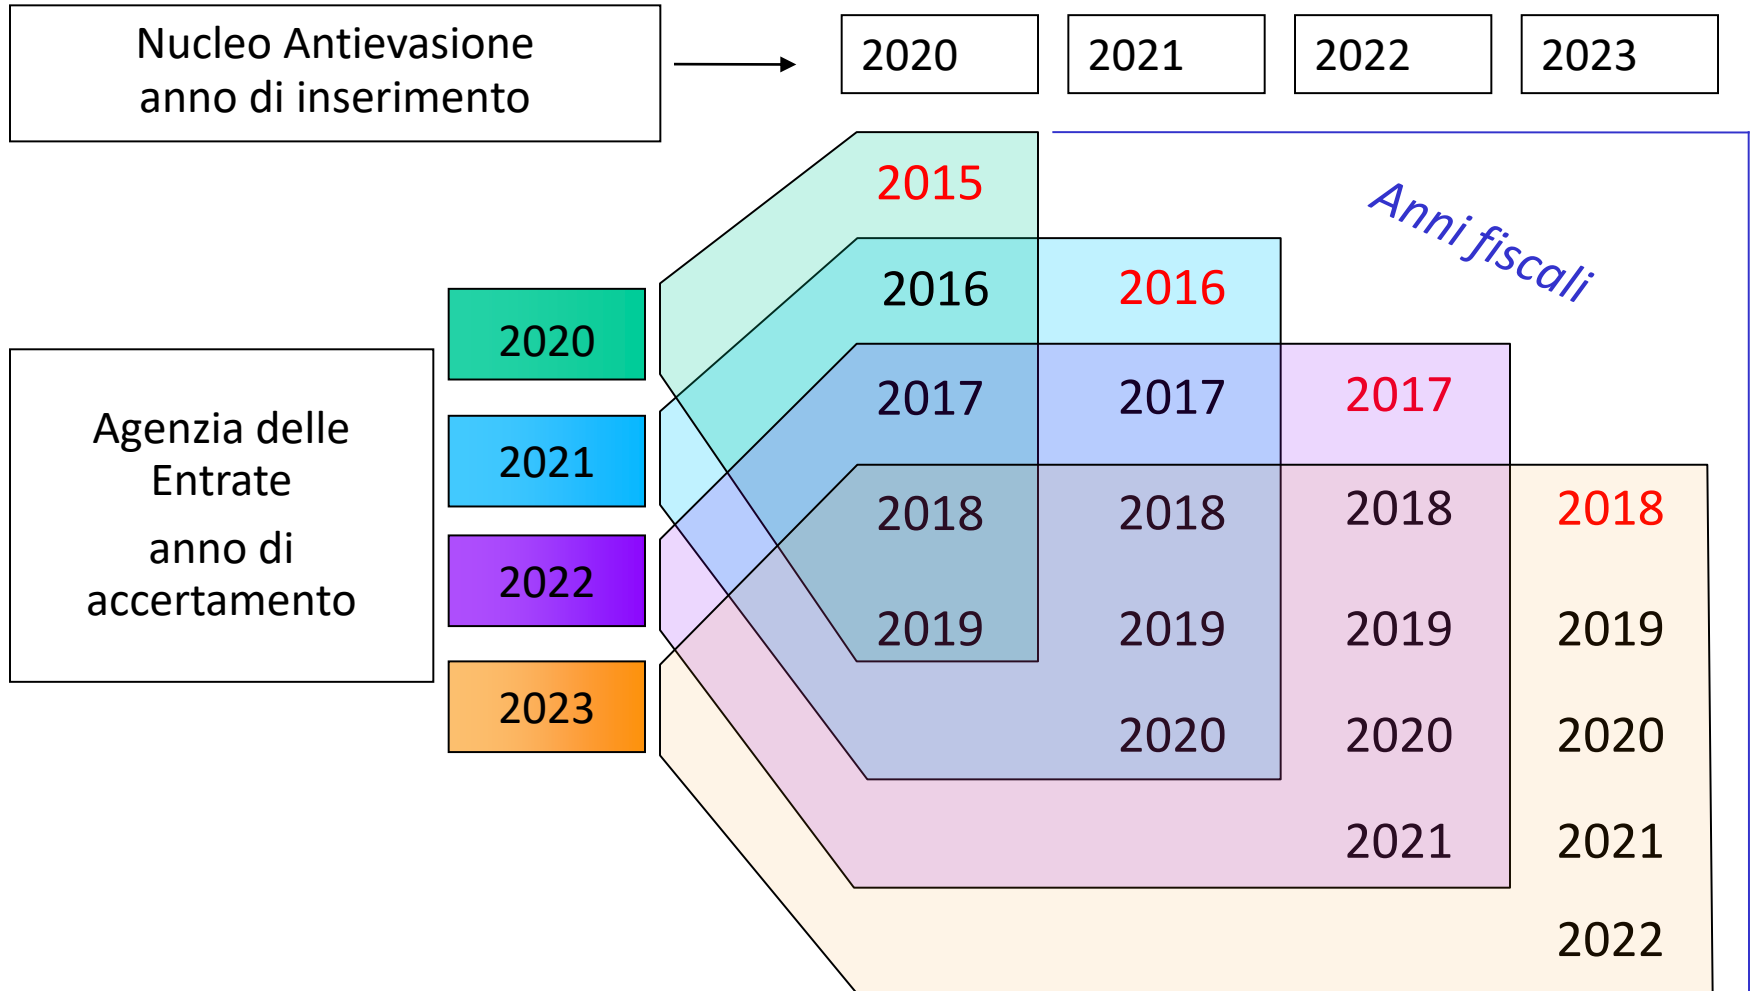 Nucleo Antievasione
anno di inserimento
2020 2021 2022 2023
Anni fiscali
2015
2016 2016
2017 2017 2017
2018 2018 2018 2018
2019 2019 2019 2019
2020 2020 2020
2021 2021
2022
Agenzia delle
Entrate
anno di
accertamento
2020
2021
2022
2023